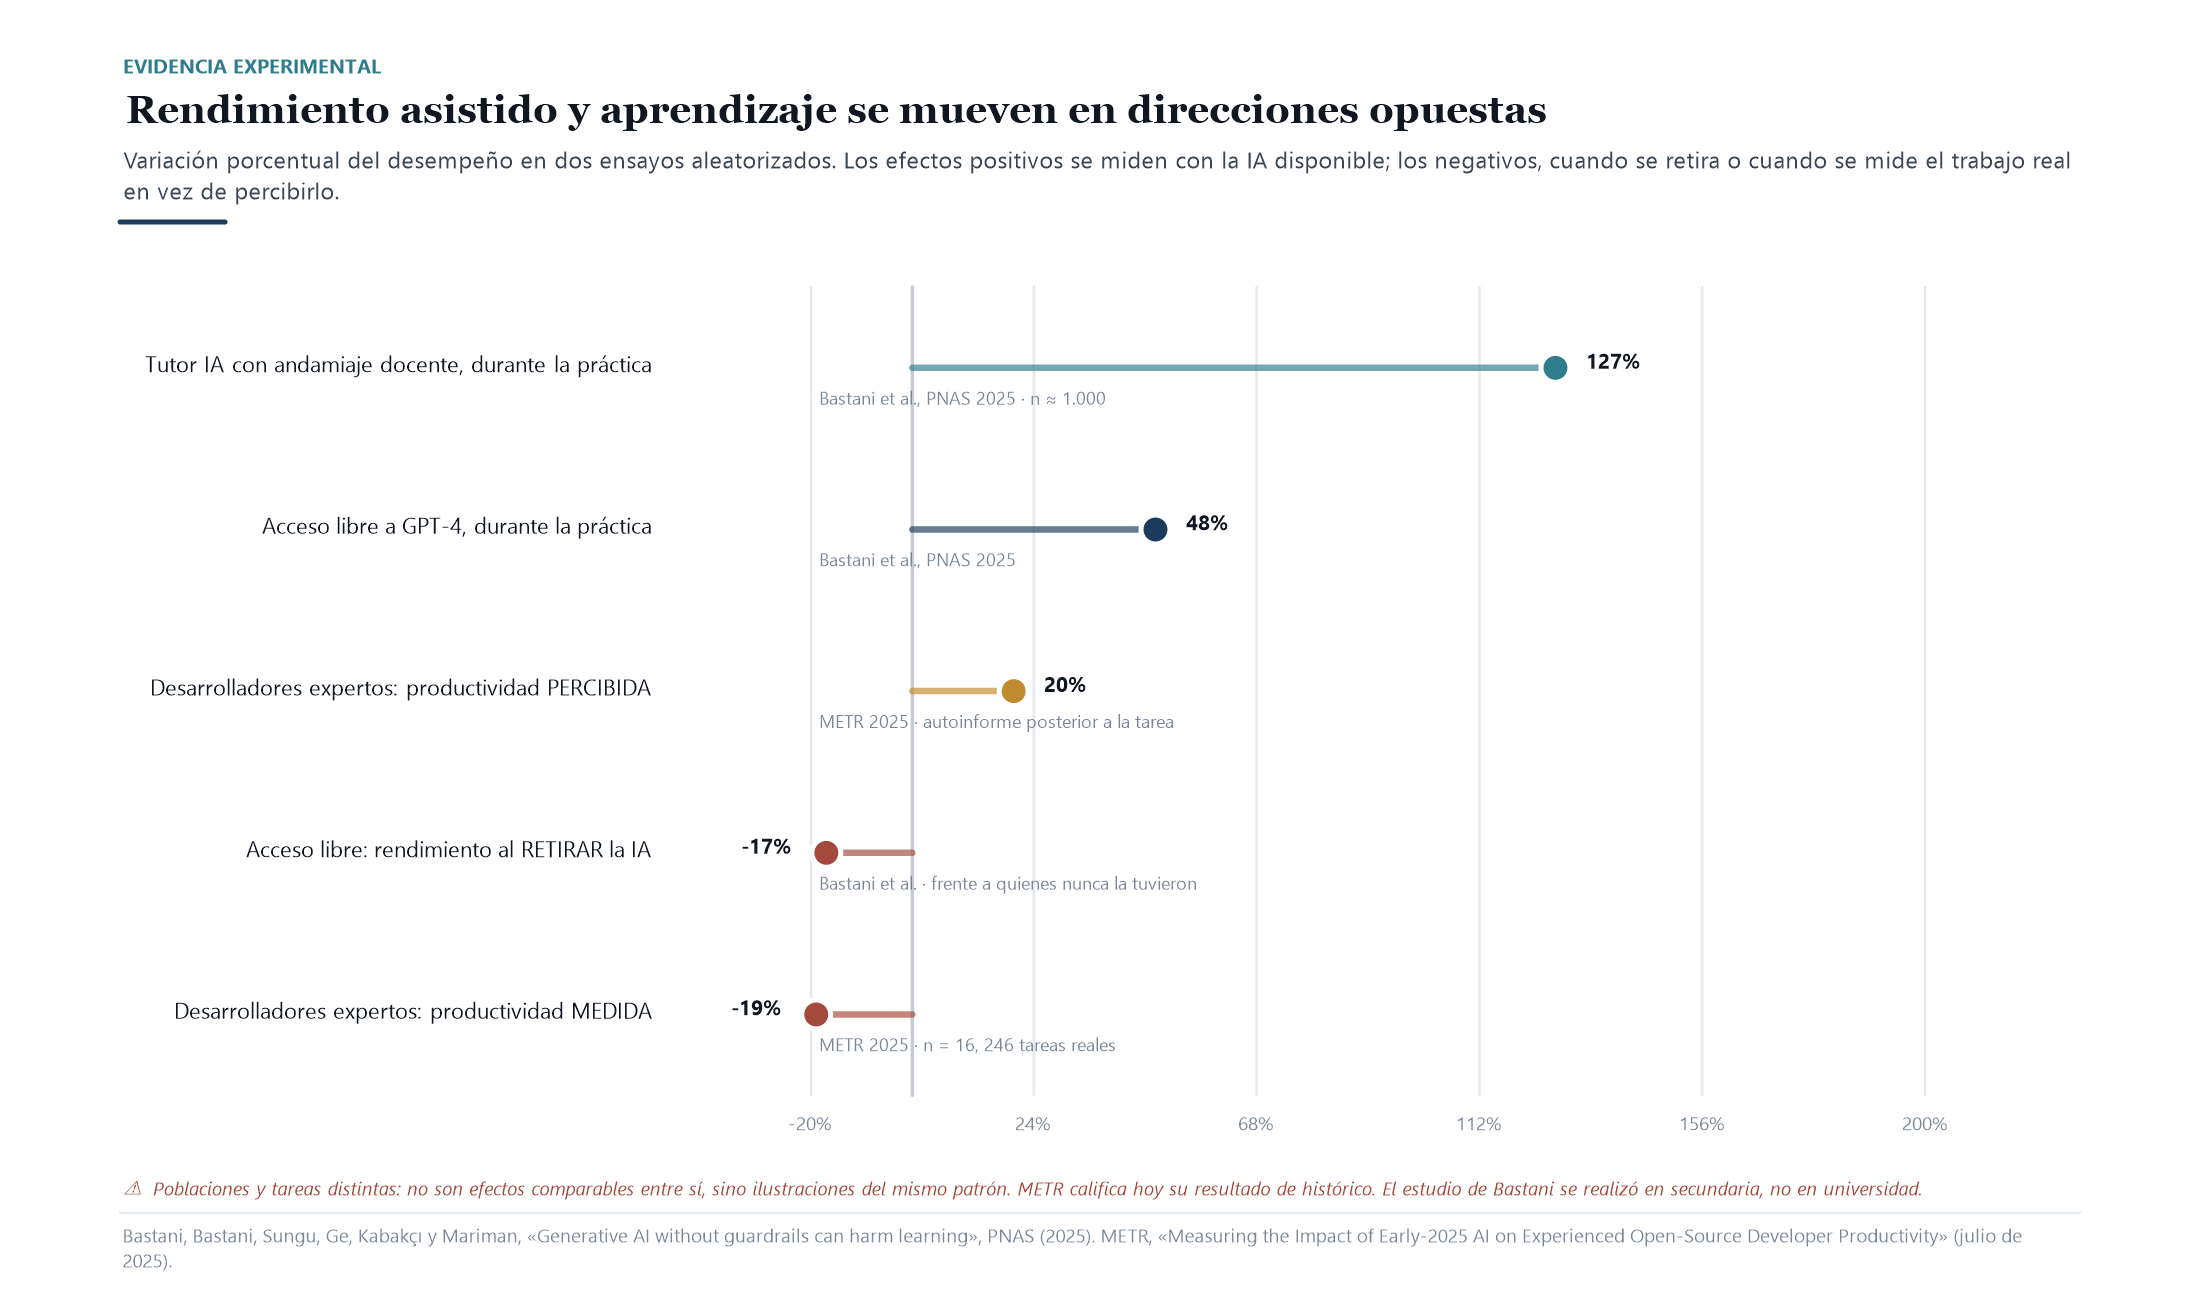 EVIDENCIA EXPERIMENTAL
Rendimiento asistido y aprendizaje se mueven en direcciones opuestas
Variación porcentual del desempeño en dos ensayos aleatorizados. Los efectos positivos se miden con la IA disponible; los negativos, cuando se retira o cuando se mide el trabajo real
en vez de percibirlo.
Tutor IA con andamiaje docente, durante la práctica
127%
Bastani et al., PNAS 2025 · n ≈ 1.000
Acceso libre a GPT-4, durante la práctica
48%
Bastani et al., PNAS 2025
Desarrolladores expertos: productividad PERCIBIDA
20%
METR 2025 · autoinforme posterior a la tarea
Acceso libre: rendimiento al RETIRAR la IA
-17%
Bastani et al. · frente a quienes nunca la tuvieron
Desarrolladores expertos: productividad MEDIDA
-19%
METR 2025 · n = 16, 246 tareas reales
-20% 24% 68% 112% 156% 200%
⚠ Poblaciones y tareas distintas: no son efectos comparables entre sí, sino ilustraciones del mismo patrón. METR califica hoy su resultado de histórico. El estudio de Bastani se realizó en secundaria, no en universidad.
Bastani, Bastani, Sungu, Ge, Kabakçı y Mariman, «Generative AI without guardrails can harm learning», PNAS (2025). METR, «Measuring the Impact of Early-2025 AI on Experienced Open-Source Developer Productivity» (julio de
2025).